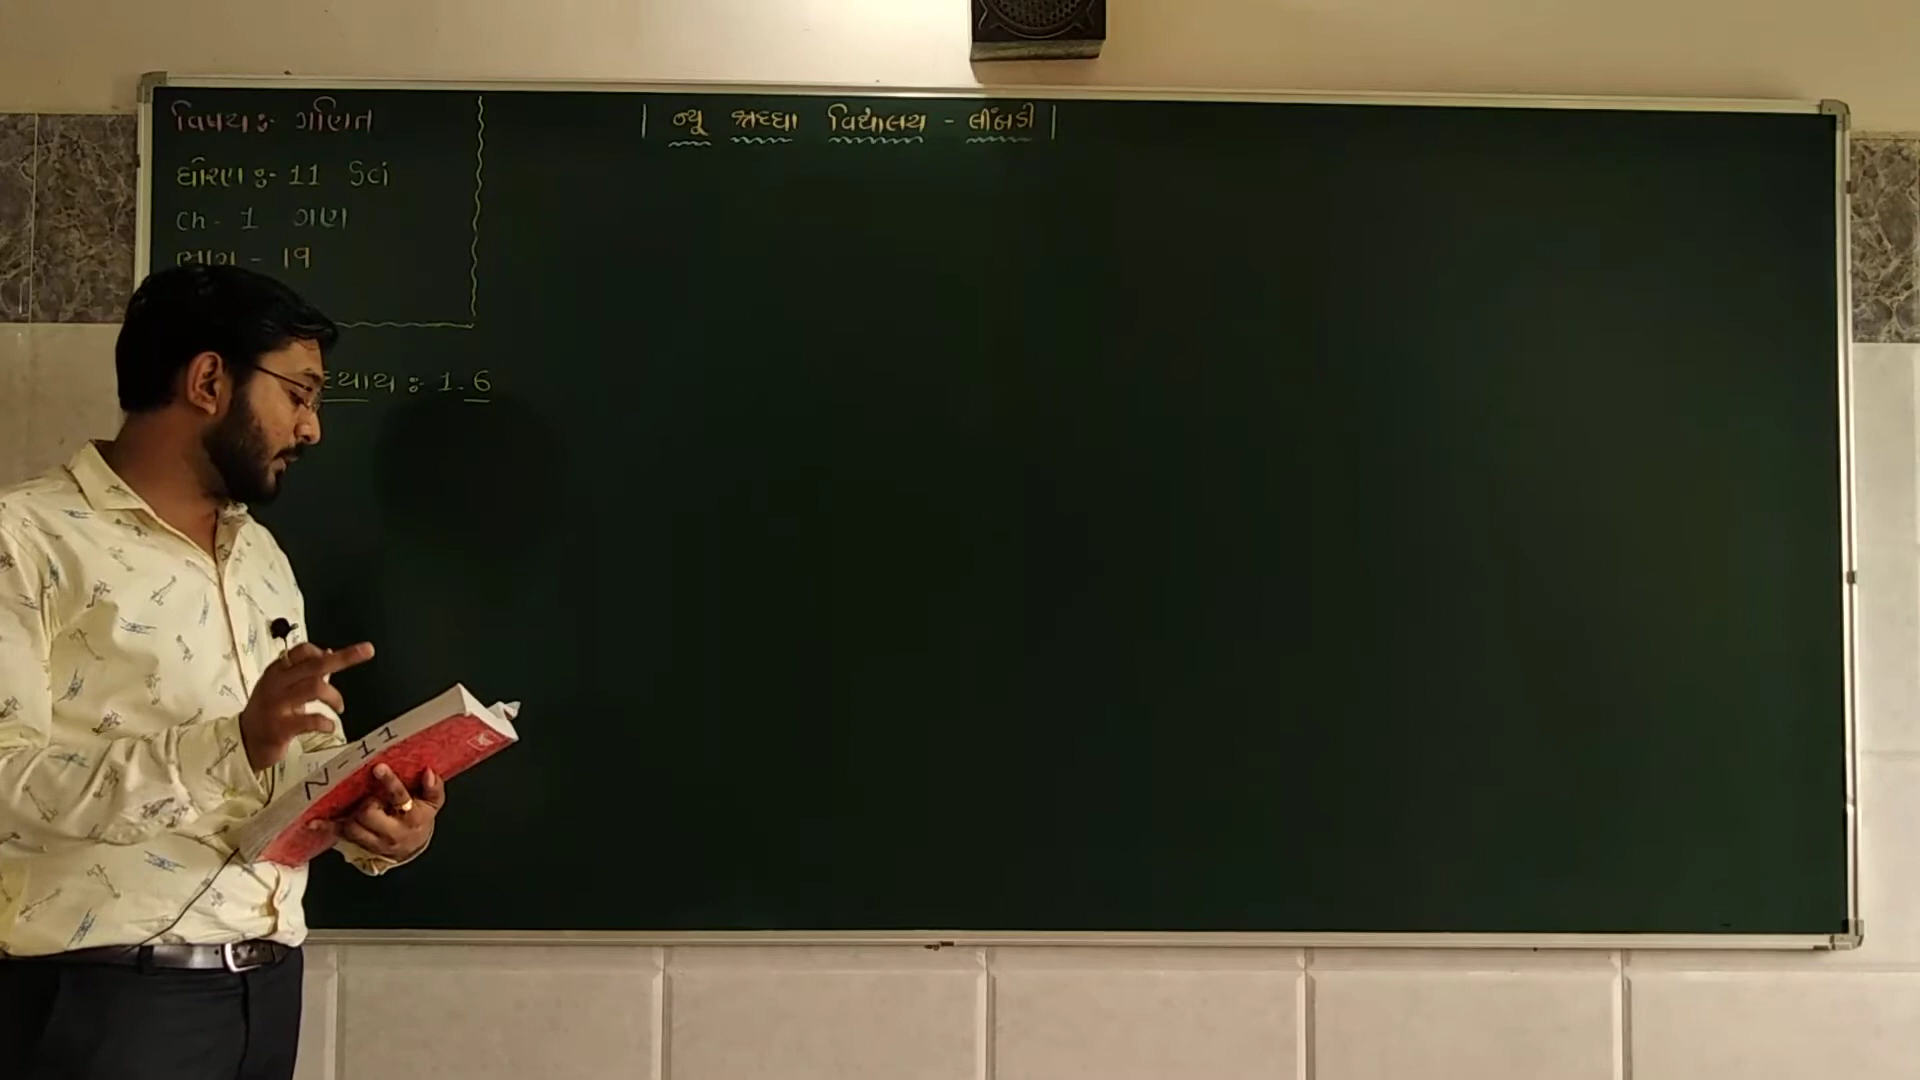 વિષય :- ગણિત
ધોરણ :- 11 Sci
Ch - 1 ગણ
ભાગ - 19
| ન્યૂ શ્રધ્ધા વિદ્યાલય - લીંબડી |
ધ્યાય :- 1.6
11 - N